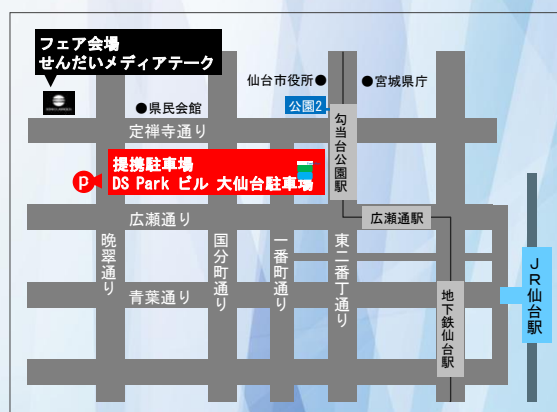 フェア会場
せんだいメディアテーク
仙台市役所●
●宮城県庁
公園2
●県民会館
定禅寺通り
勾当台公園駅
提携駐車場
DS Park ビル 大仙台駐車場
P
広瀬通り
広瀬通駅
晩翠通り
国分町通り
一番町通り
東二番丁通り
青葉通り
地下鉄仙台駅
JR仙台駅